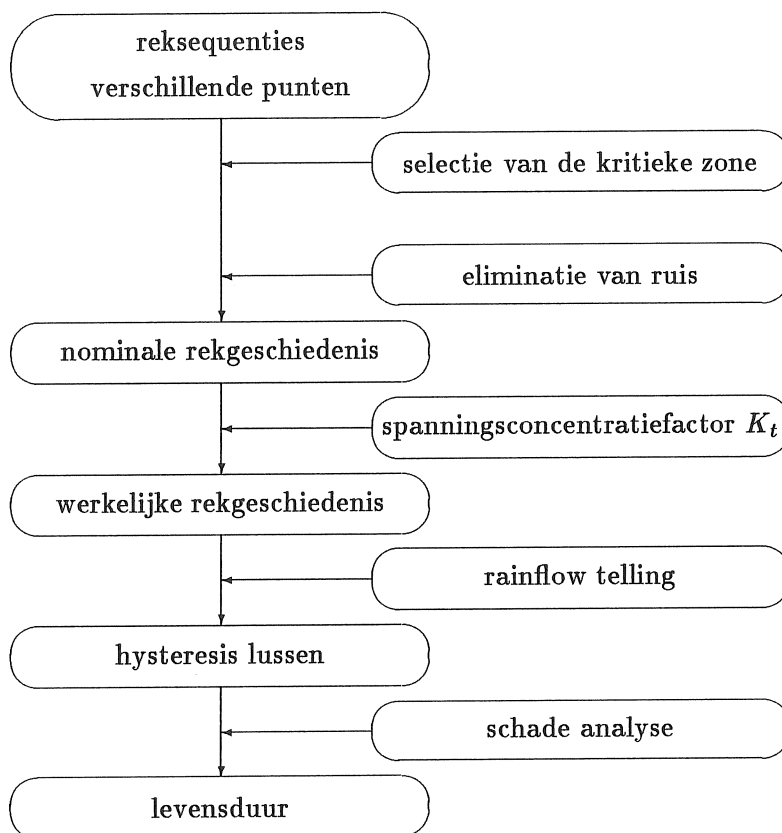 reksequenties
verschillende punten
selectie van de kritieke zone
eliminatie van ruis
nominale rekgeschiedenis
spanningsconcentratiefactor K_t
werkelijke rekgeschiedenis
rainflow telling
hysteresis lussen
schade analyse
levensduur